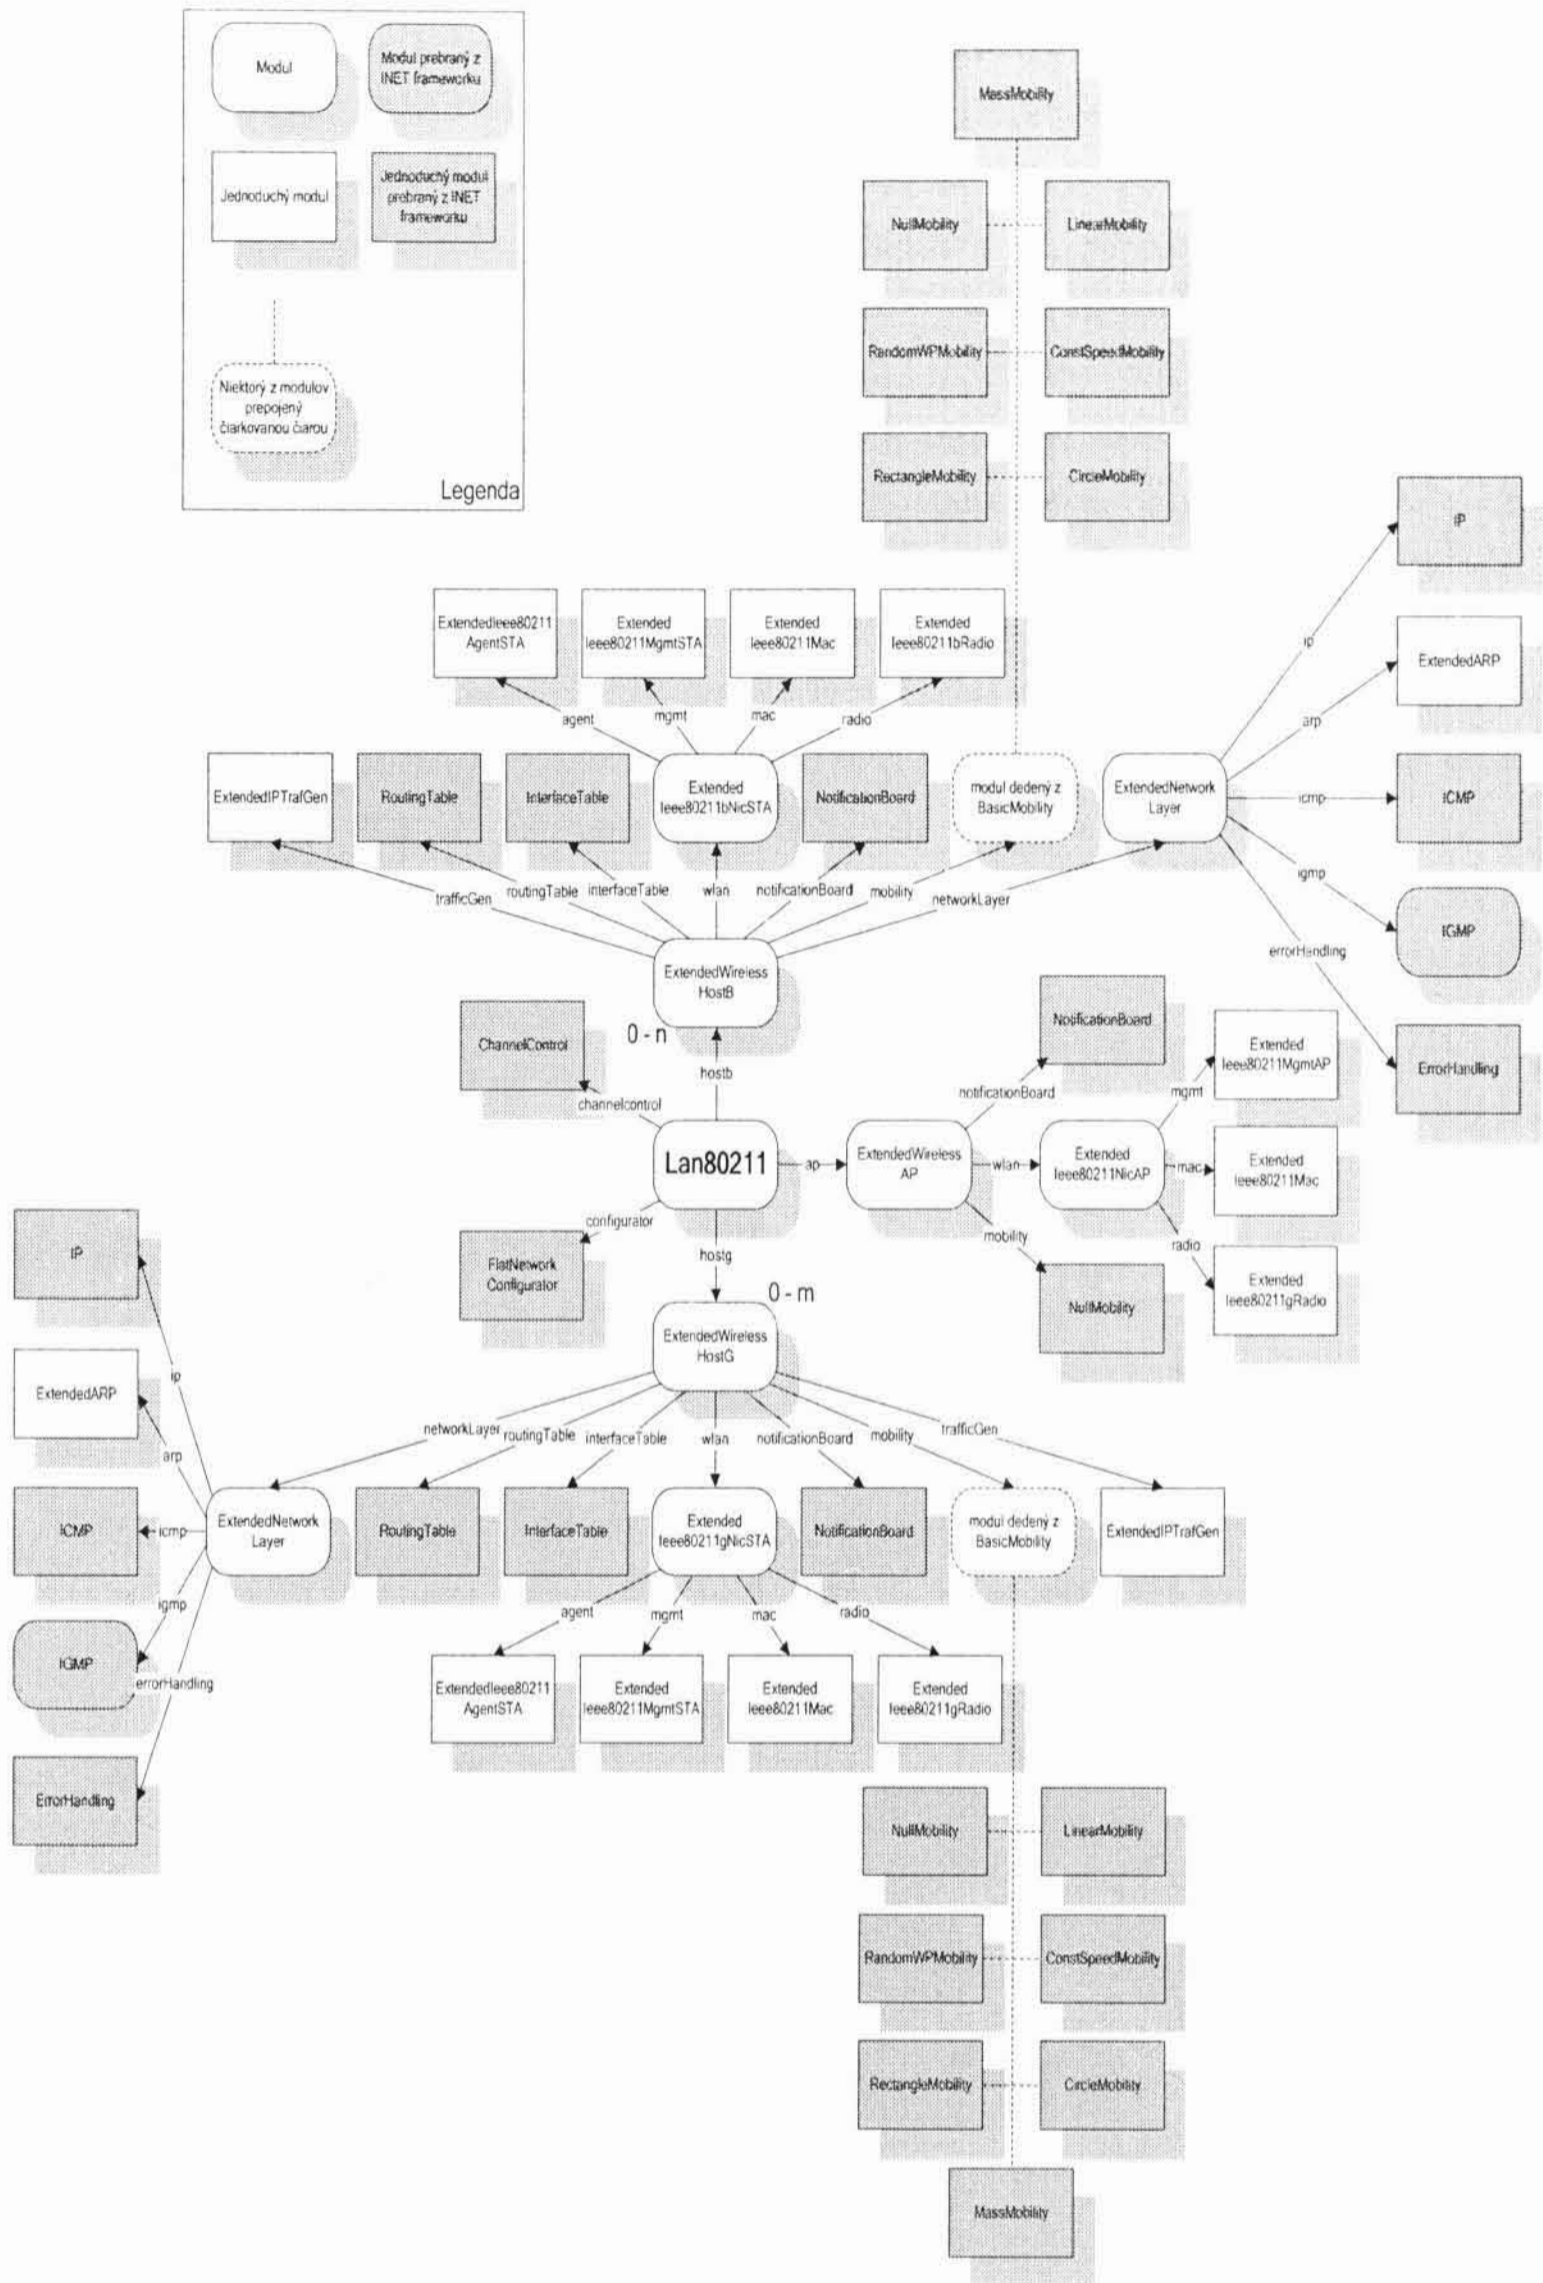 Modul
Modul prebraný z
INET frameworku
Jednoduchý modul
Jednoduchý modul
prebraný z INET
frameworku
Niektorý z modulov
prepojený
čiarkovanou čiarou
Legenda
MassMobility
NullMobility
LinearMobility
RandomWPMobility
ConstSpeedMobility
RectangleMobility
CircleMobility
IP
ExtendedIeee80211
AgentSTA
Extended
Ieee80211MgmtSTA
Extended
Ieee80211Mac
Extended
Ieee80211bRadio
ip
ExtendedARP
agent
mgmt
mac
radio
arp
ExtendedIPTrafGen
RoutingTable
InterfaceTable
Extended
Ieee80211bNicSTA
NotificationBoard
modul dedený z
BasicMobility
ExtendedNetwork
Layer
icmp
ICMP
trafficGen
routingTable
interfaceTable
wlan
notificationBoard
mobility
networkLayer
igmp
IGMP
errorHandling
ExtendedWireless
HostB
0 - n
ChannelControl
hostb
channelcontrol
NotificationBoard
notificationBoard
Extended
Ieee80211MgmtAP
ErrorHandling
mgmt
Lan80211
ap
ExtendedWireless
AP
wlan
Extended
Ieee80211NicAP
mac
Extended
Ieee80211Mac
configurator
hostg
mobility
radio
IP
FlatNetwork
Configurator
0 - m
NullMobility
Extended
Ieee80211gRadio
ExtendedWireless
HostG
ip
ExtendedARP
arp
networkLayer
routingTable
interfaceTable
wlan
notificationBoard
mobility
trafficGen
ICMP
icmp
ExtendedNetwork
Layer
RoutingTable
InterfaceTable
Extended
Ieee80211gNicSTA
NotificationBoard
modul dedený z
BasicMobility
ExtendedIPTrafGen
igmp
agent
mgmt
mac
radio
IGMP
errorHandling
ExtendedIeee80211
AgentSTA
Extended
Ieee80211MgmtSTA
Extended
Ieee80211Mac
Extended
Ieee80211gRadio
ErrorHandling
NullMobility
LinearMobility
RandomWPMobility
ConstSpeedMobility
RectangleMobility
CircleMobility
MassMobility